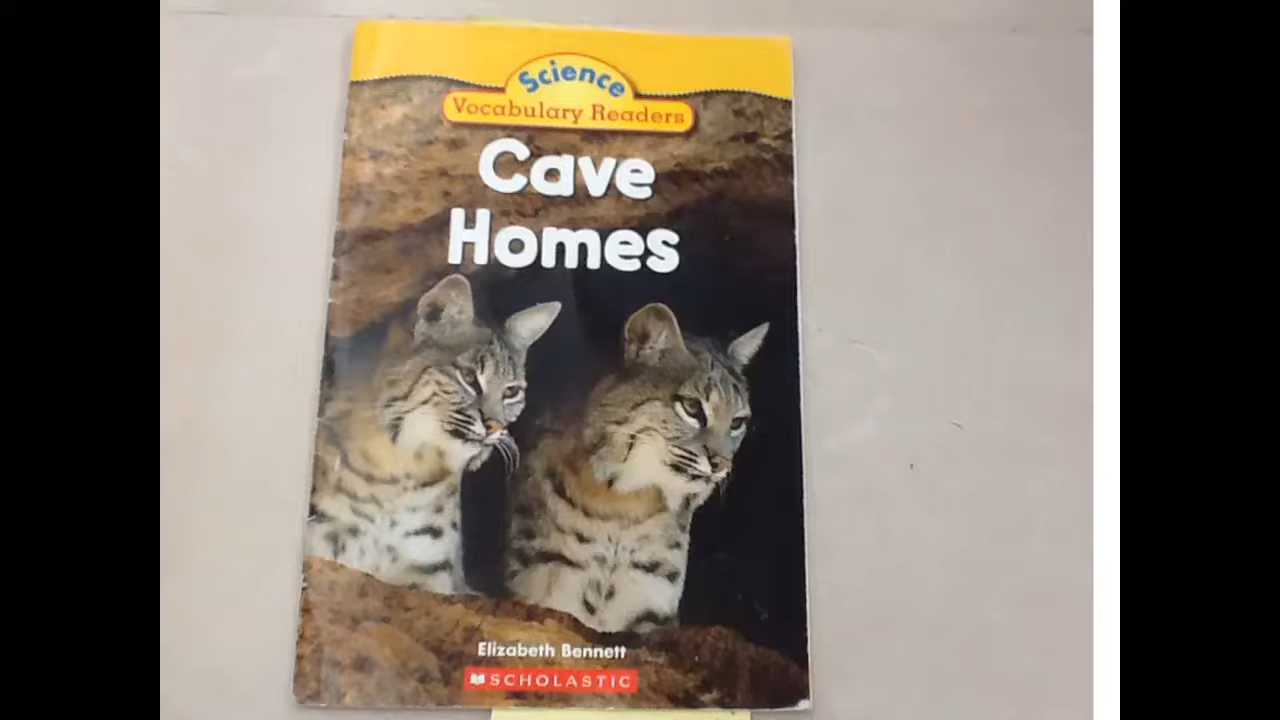 Science
Vocabulary Readers
Cave
Homes
Elizabeth Bennett
SCHOLASTIC